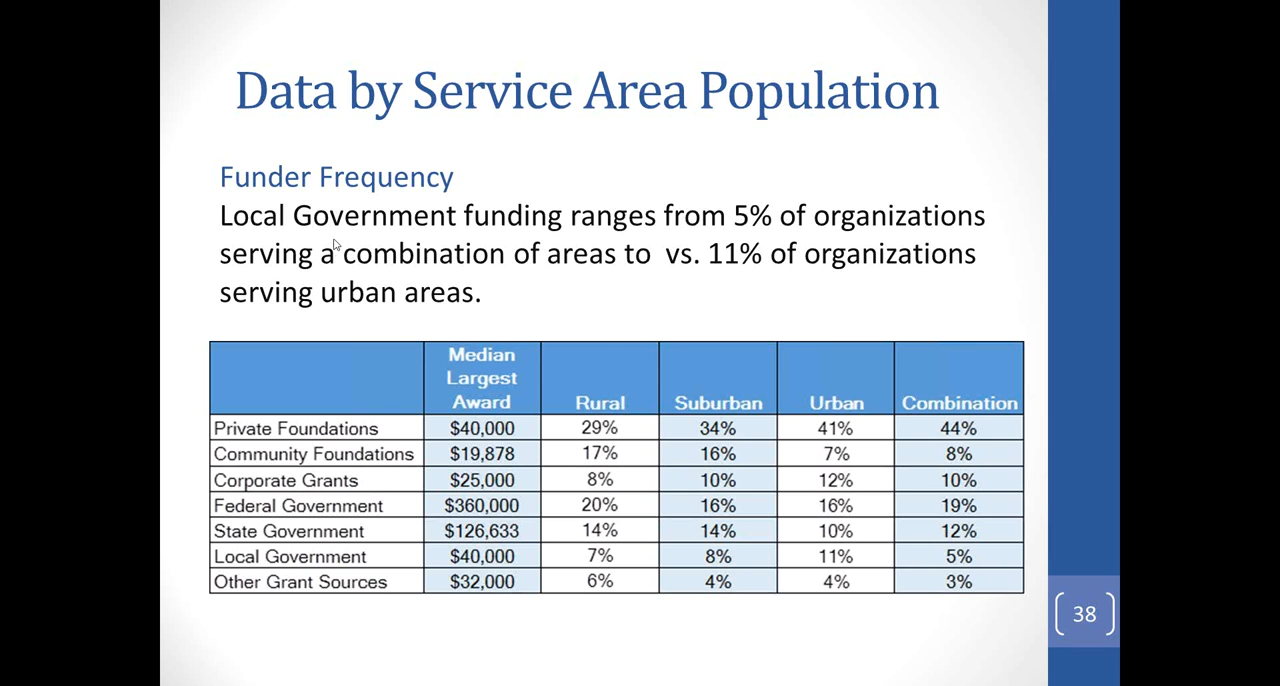 Data by Service Area Population
Funder Frequency
Local Government funding ranges from 5% of organizations
serving a combination of areas to  vs. 11% of organizations
serving urban areas.
Median Largest Award Rural Suburban Urban Combination
Private Foundations $40,000 29% 34% 41% 44%
Community Foundations $19,878 17% 16% 7% 8%
Corporate Grants $25,000 8% 10% 12% 10%
Federal Government $360,000 20% 16% 16% 19%
State Government $126,633 14% 14% 10% 12%
Local Government $40,000 7% 8% 11% 5%
Other Grant Sources $32,000 6% 4% 4% 3%
38